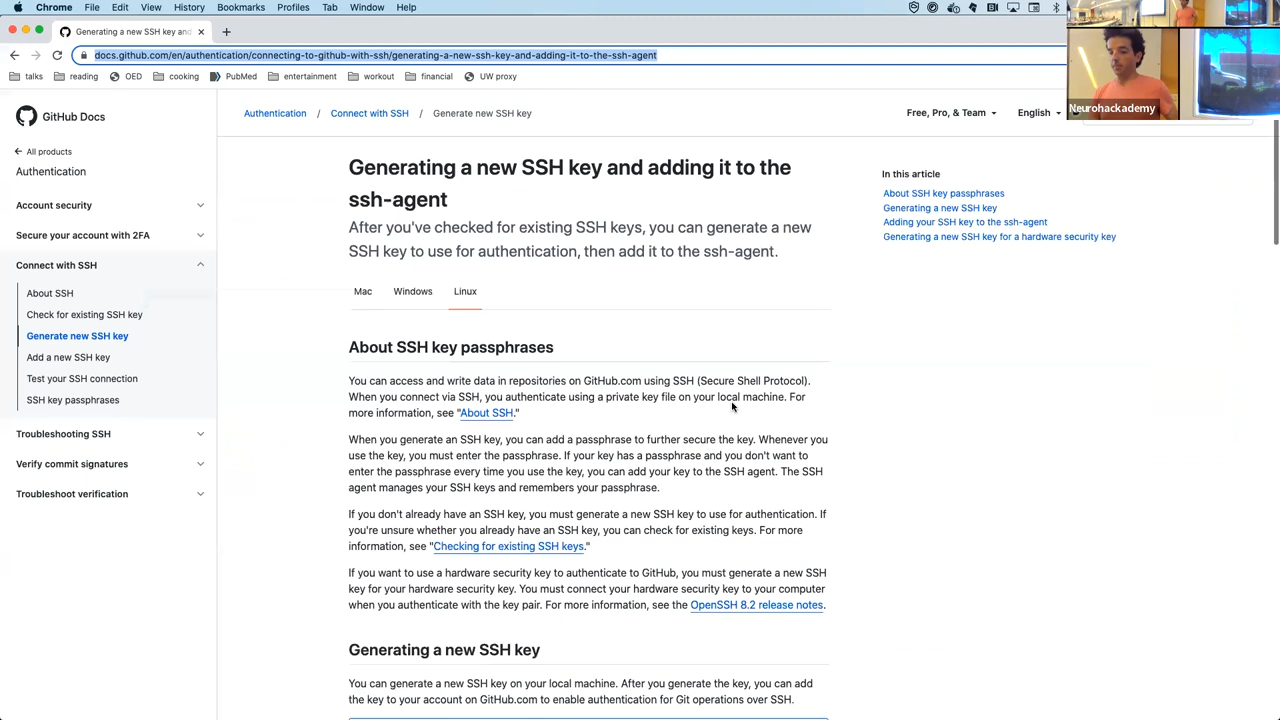 Chrome File Edit View History Bookmarks Profiles Tab Window Help
Generating a new SSH key and
docs.github.com/en/authentication/connecting-to-github-with-ssh/generating-a-new-ssh-key-and-adding-it-to-the-ssh-agent
talks reading OED cooking PubMed entertainment workout financial UW proxy
Neurohackademy
GitHub Docs
All products
Authentication
Account security
Secure your account with 2FA
Connect with SSH
About SSH
Check for existing SSH key
Generate new SSH key
Add a new SSH key
Test your SSH connection
SSH key passphrases
Troubleshooting SSH
Verify commit signatures
Troubleshoot verification
Authentication / Connect with SSH / Generate new SSH key
Free, Pro, & Team English
Generating a new SSH key and adding it to the
ssh-agent
After you've checked for existing SSH keys, you can generate a new
SSH key to use for authentication, then add it to the ssh-agent.
Mac Windows Linux
About SSH key passphrases
You can access and write data in repositories on GitHub.com using SSH (Secure Shell Protocol).
When you connect via SSH, you authenticate using a private key file on your local machine. For
more information, see "About SSH."
When you generate an SSH key, you can add a passphrase to further secure the key. Whenever you
use the key, you must enter the passphrase. If your key has a passphrase and you don't want to
enter the passphrase every time you use the key, you can add your key to the SSH agent. The SSH
agent manages your SSH keys and remembers your passphrase.
If you don't already have an SSH key, you must generate a new SSH key to use for authentication. If
you're unsure whether you already have an SSH key, you can check for existing keys. For more
information, see "Checking for existing SSH keys."
If you want to use a hardware security key to authenticate to GitHub, you must generate a new SSH
key for your hardware security key. You must connect your hardware security key to your computer
when you authenticate with the key pair. For more information, see the OpenSSH 8.2 release notes.
Generating a new SSH key
You can generate a new SSH key on your local machine. After you generate the key, you can add
the key to your account on GitHub.com to enable authentication for Git operations over SSH.
In this article
About SSH key passphrases
Generating a new SSH key
Adding your SSH key to the ssh-agent
Generating a new SSH key for a hardware security key